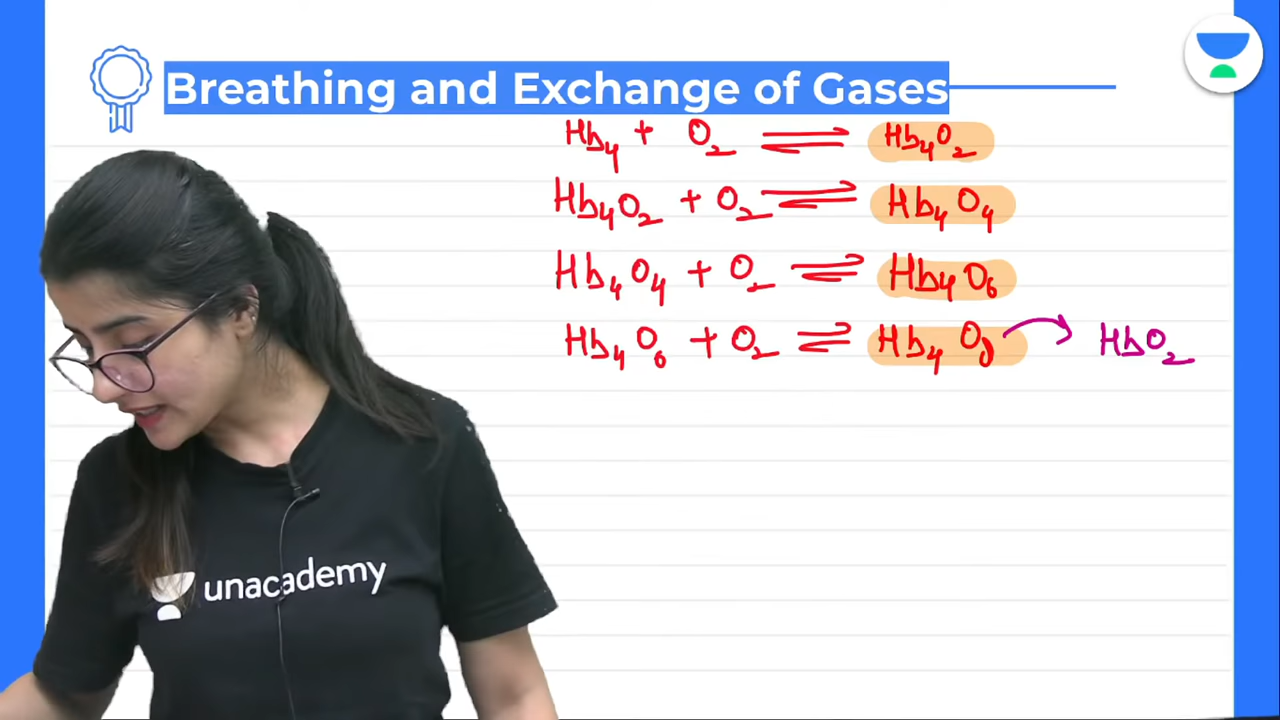 Breathing and Exchange of Gases
Hb₄ + O₂ ⇌ Hb₄O₂
Hb₄O₂ + O₂ ⇌ Hb₄O₄
Hb₄O₄ + O₂ ⇌ Hb₄O₆
Hb₄O₆ + O₂ ⇌ Hb₄O₈ → HbO₂
unacademy